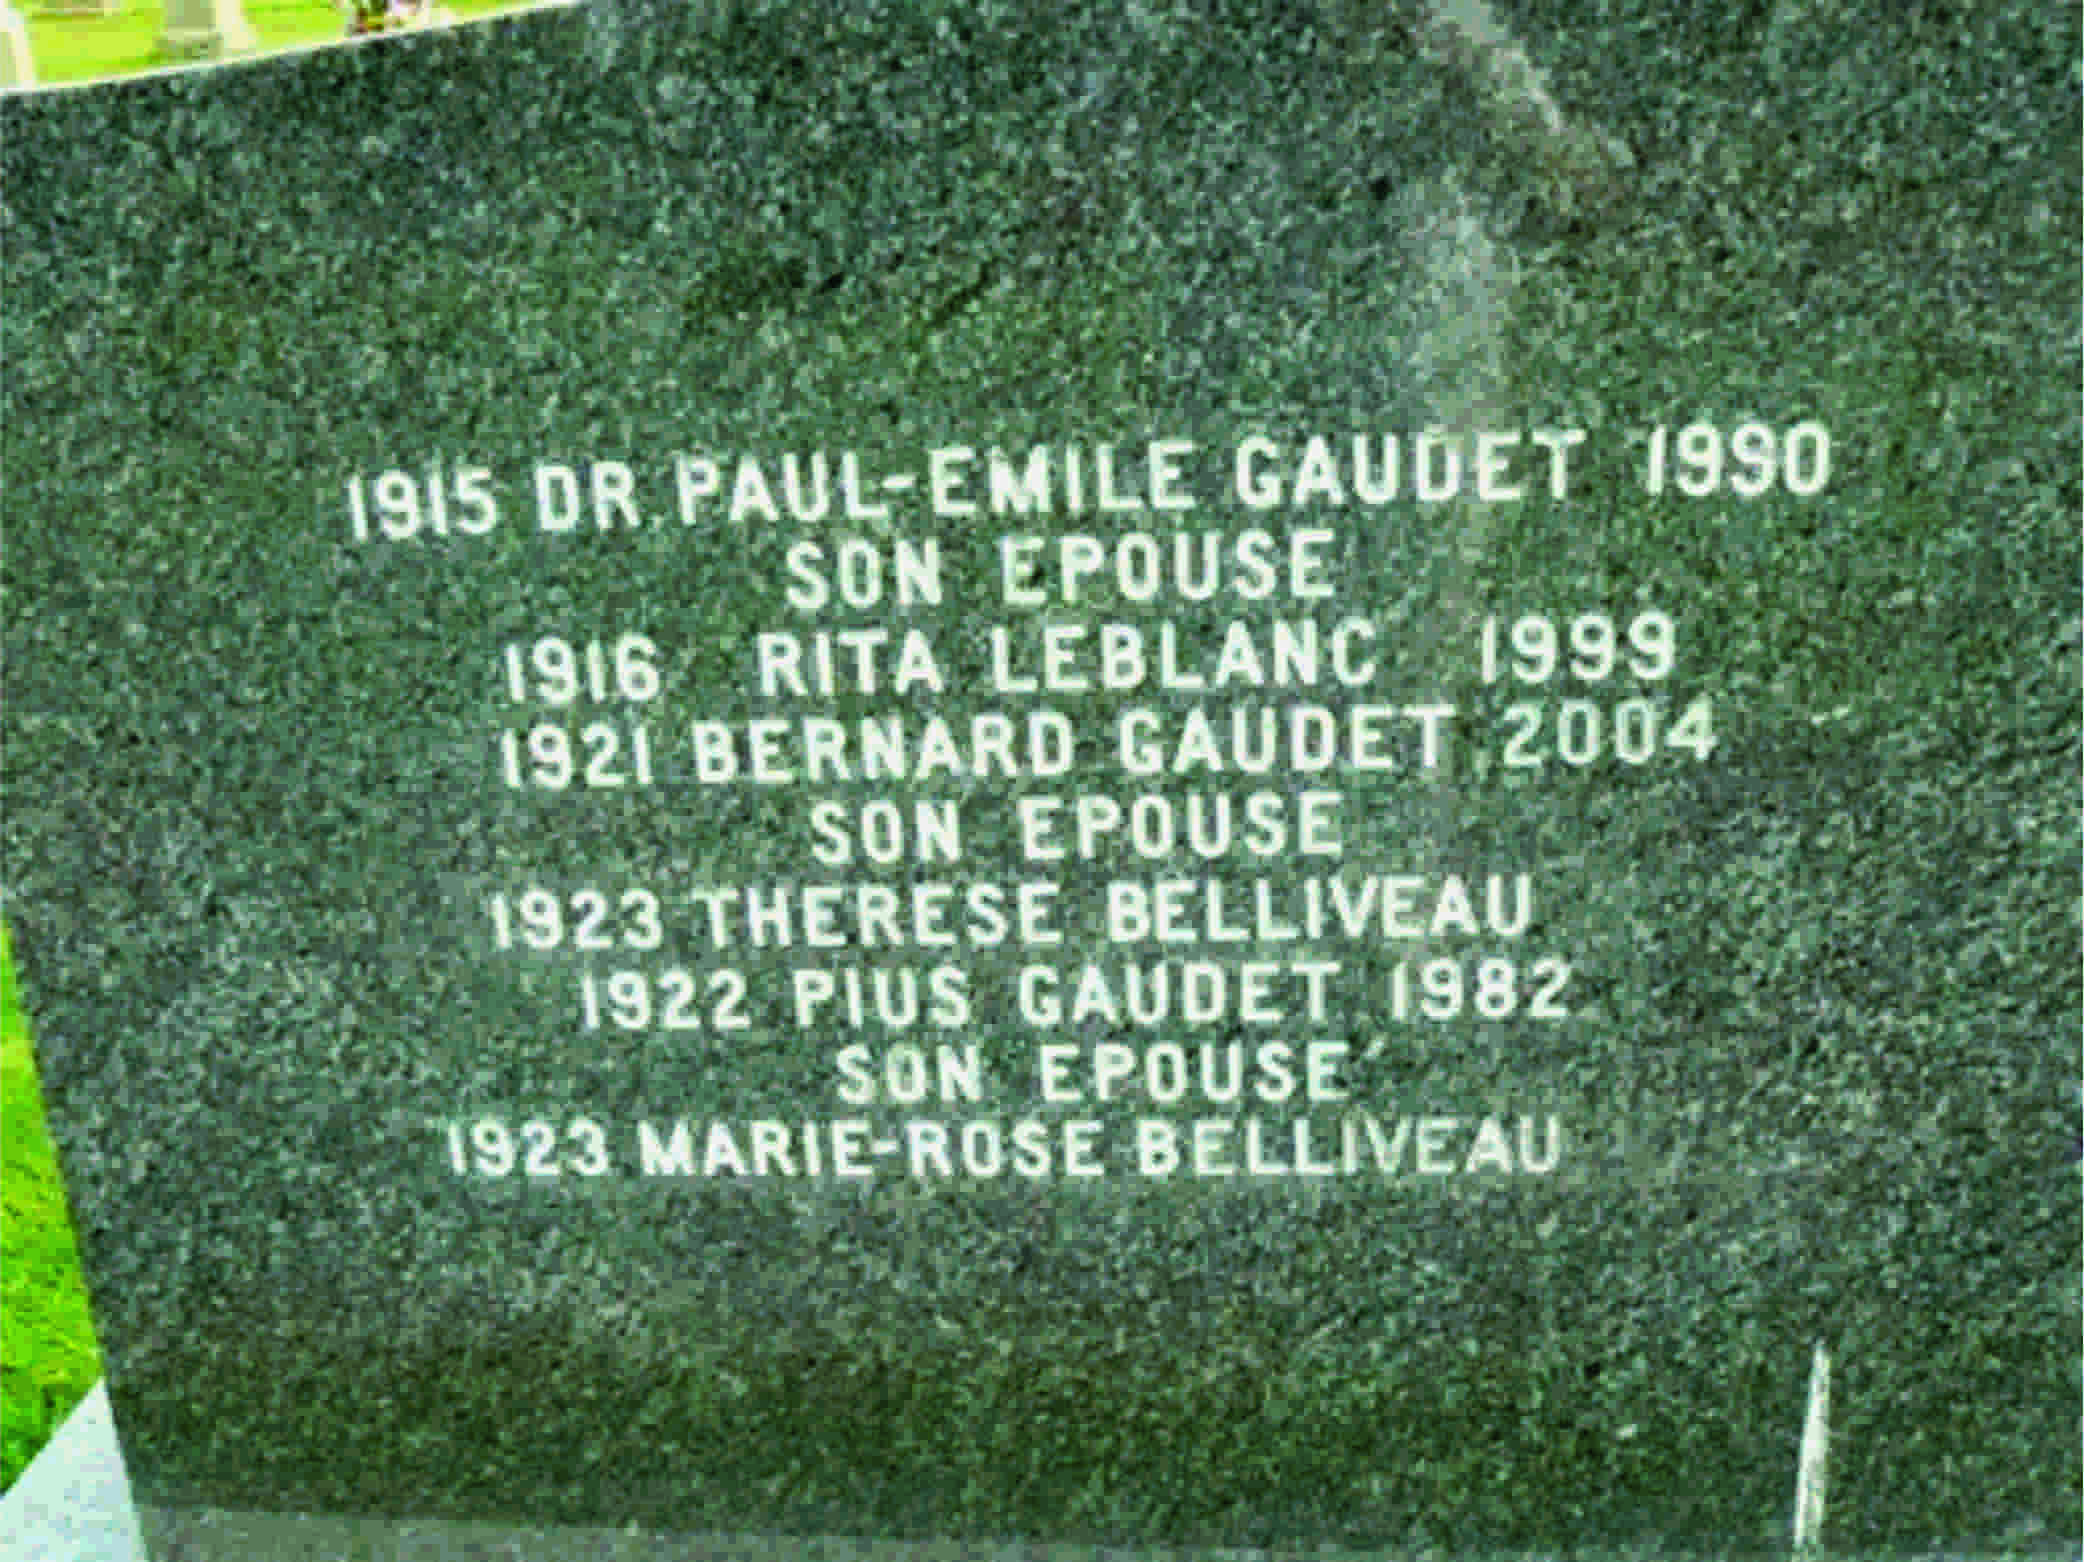 1915 DR. PAUL-EMILE GAUDET 1990
SON EPOUSE
1916 RITA LEBLANC 1999
1921 BERNARD GAUDET 2004
SON EPOUSE
1923 THERESE BELLIVEAU
1922 PIUS GAUDET 1982
SON EPOUSE
1923 MARIE-ROSE BELLIVEAU